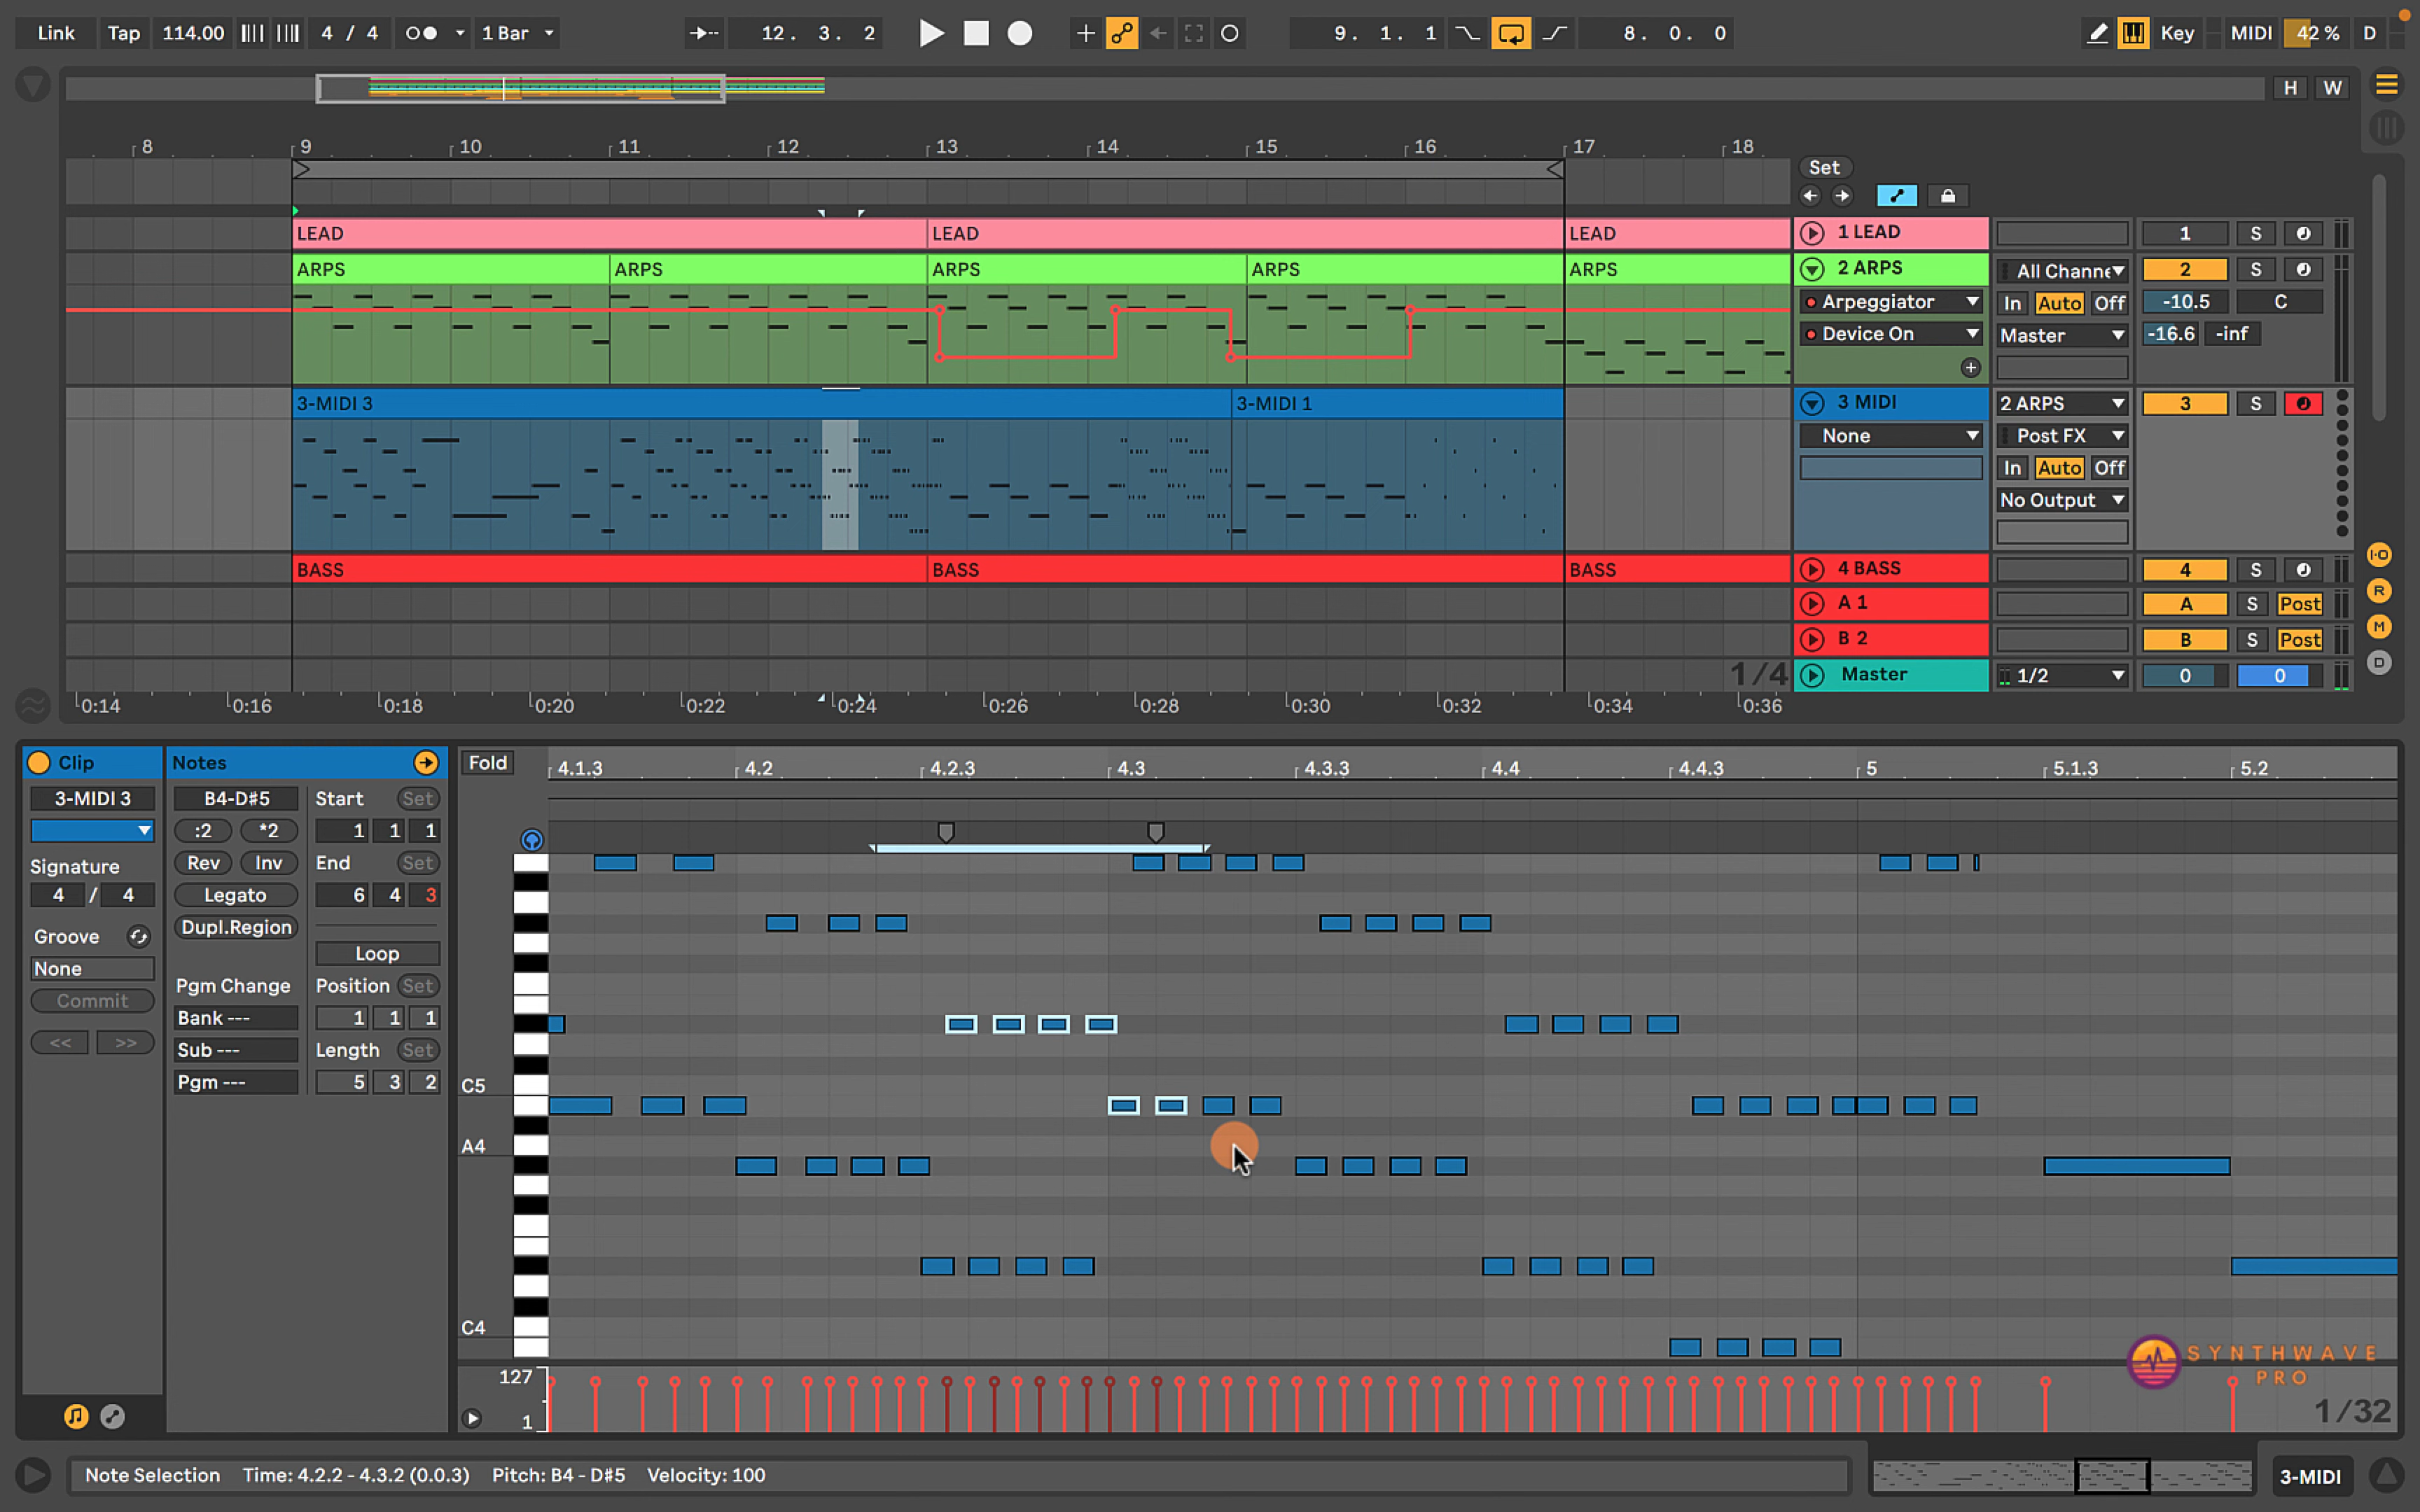 Link Tap 114.00 4 / 4 1 Bar 12. 3. 2 9. 1. 1 8. 0. 0 Key MIDI 42 % D
H W
8 9 10 11 12 13 14 15 16 17 18
Set
LEAD LEAD LEAD 1 LEAD 1 S
ARPS ARPS ARPS ARPS ARPS 2 ARPS All Channe 2 S
Arpeggiator In Auto Off -10.5 C
Device On Master -16.6 -inf
3-MIDI 3 3-MIDI 1 3 MIDI 2 ARPS 3 S
None Post FX
In Auto Off
No Output
BASS BASS BASS 4 BASS 4 S
A 1 A S Post
B 2 B S Post
1/4 Master 1/2 0 0
I·O
R
M
D
0:14 0:16 0:18 0:20 0:22 0:24 0:26 0:28 0:30 0:32 0:34 0:36
Clip Notes Fold 4.1.3 4.2 4.2.3 4.3 4.3.3 4.4 4.4.3 5 5.1.3 5.2
3-MIDI 3 B4-D#5 Start Set
:2 *2 1 1 1
Signature Rev Inv End Set
4 / 4 Legato 6 4 3
Groove Dupl.Region
None Loop
Commit Pgm Change Position Set
Bank --- 1 1 1
<< >> Sub --- Length Set
Pgm --- 5 3 2
C5
A4
C4
127
1
SYNTHWAVE
PRO
1/32
Note Selection Time: 4.2.2 - 4.3.2 (0.0.3) Pitch: B4 - D#5 Velocity: 100 3-MIDI